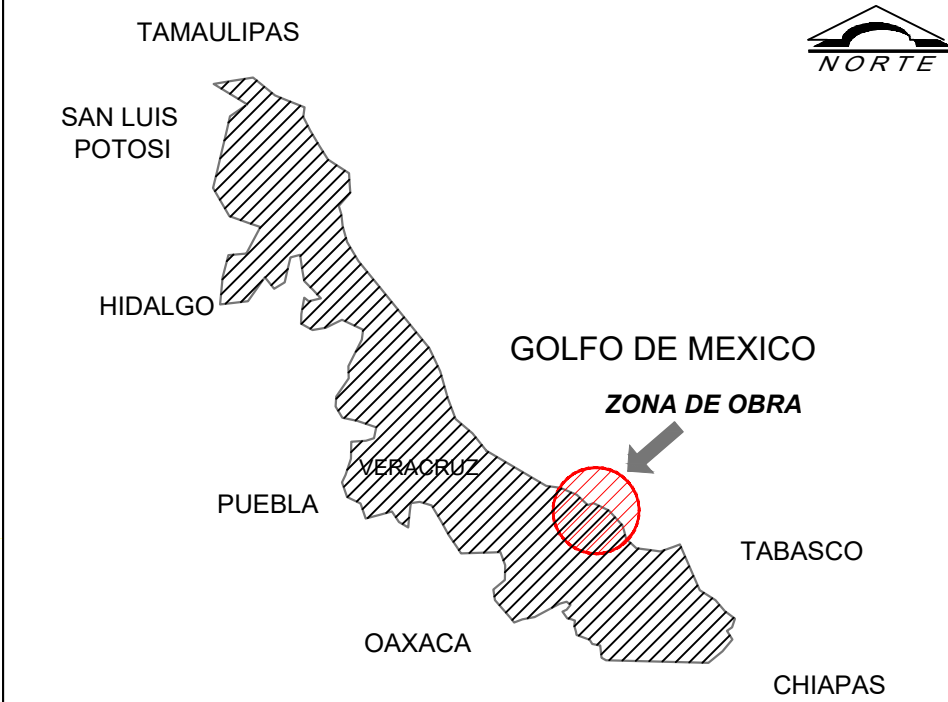 TAMAULIPAS
NORTE
SAN LUIS
POTOSI
HIDALGO
GOLFO DE MEXICO
ZONA DE OBRA
VERACRUZ
PUEBLA
TABASCO
OAXACA
CHIAPAS